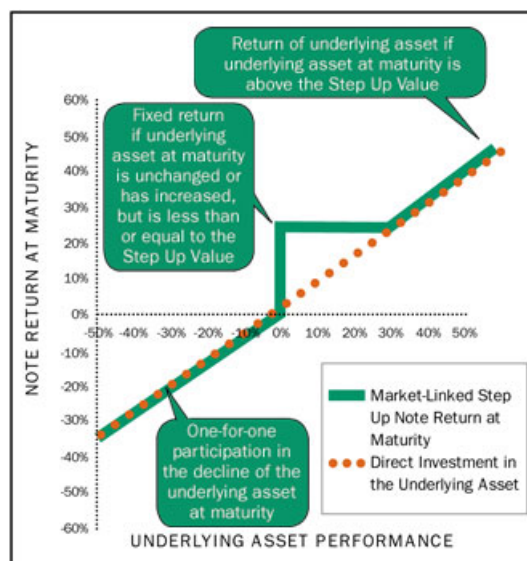 Return of underlying asset if
underlying asset at maturity is
above the Step Up Value
Fixed return
if underlying
asset at maturity
is unchanged or
has increased,
but is less than
or equal to the
Step Up Value
NOTE RETURN AT MATURITY
60%
50%
40%
30%
20%
10%
0%
-10%
-20%
-30%
-40%
-50%
-60%
-50% -40% -30% -20% -10% 0% 10% 20% 30% 40% 50%
One-for-one
participation in
the decline of the
underlying asset
at maturity
Market-Linked Step
Up Note Return at
Maturity
Direct Investment in
the Underlying Asset
UNDERLYING ASSET PERFORMANCE